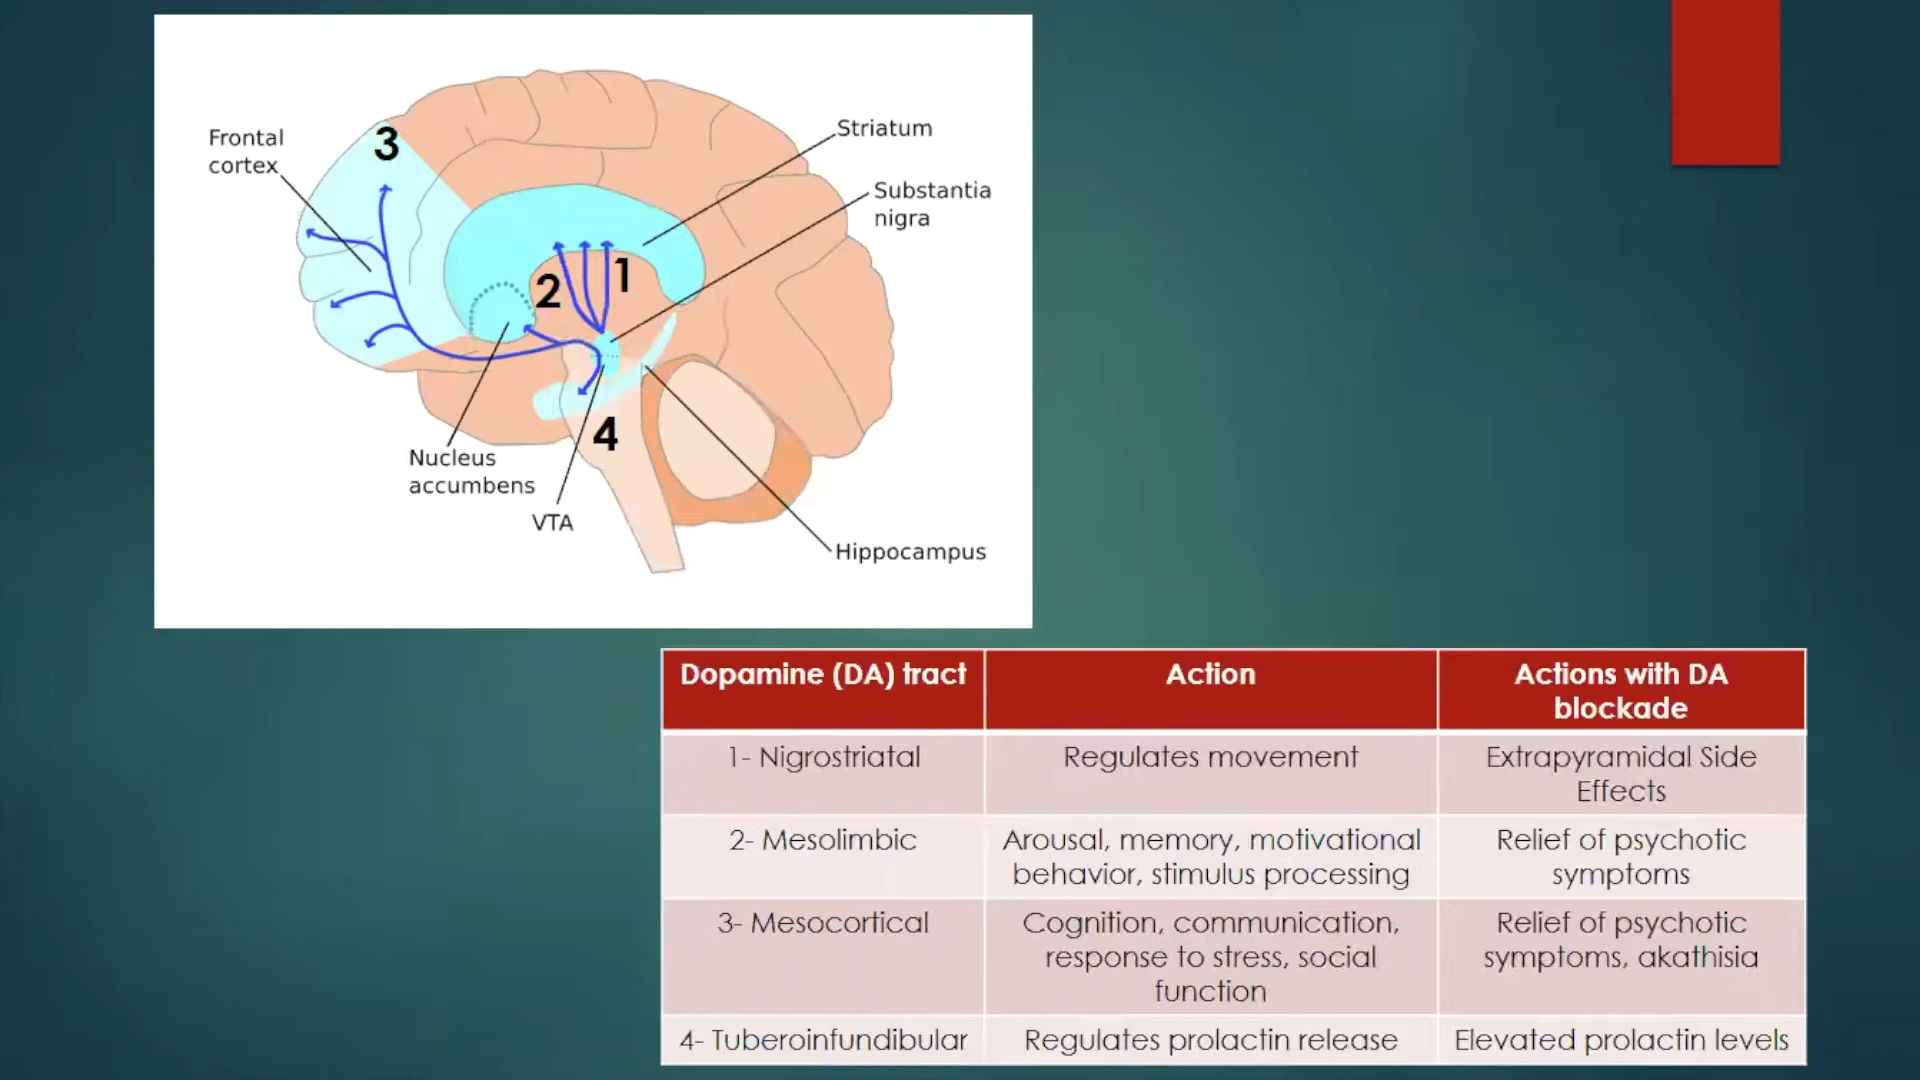 Frontal
cortex
3
Striatum
Substantia
nigra
2
1
4
Nucleus
accumbens
VTA
Hippocampus
Dopamine (DA) tract
Action
Actions with DA
blockade
1- Nigrostriatal
Regulates movement
Extrapyramidal Side
Effects
2- Mesolimbic
Arousal, memory, motivational
behavior, stimulus processing
Relief of psychotic
symptoms
3- Mesocortical
Cognition, communication,
response to stress, social
function
Relief of psychotic
symptoms, akathisia
4- Tuberoinfundibular
Regulates prolactin release
Elevated prolactin levels